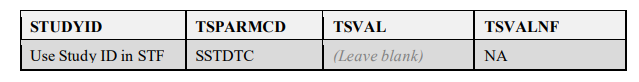 STUDYID TSPARMCD TSVAL TSVALNF
Use Study ID in STF SSTDTC (Leave blank) NA